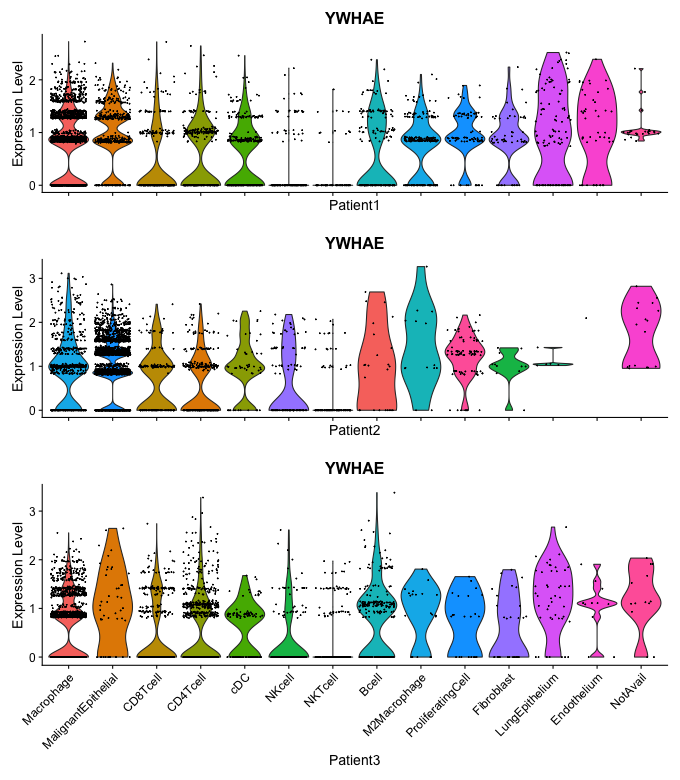 YWHAE
Expression Level
2
1
0
Patient1
YWHAE
Expression Level
3
2
1
0
Patient2
YWHAE
Expression Level
3
2
1
0
Macrophage
MalignantEpithelial
CD8Tcell
CD4Tcell
cDC
NKcell
NKTcell
Bcell
M2Macrophage
ProliferatingCell
Fibroblast
LungEpithelium
Endothelium
NotAvail
Patient3